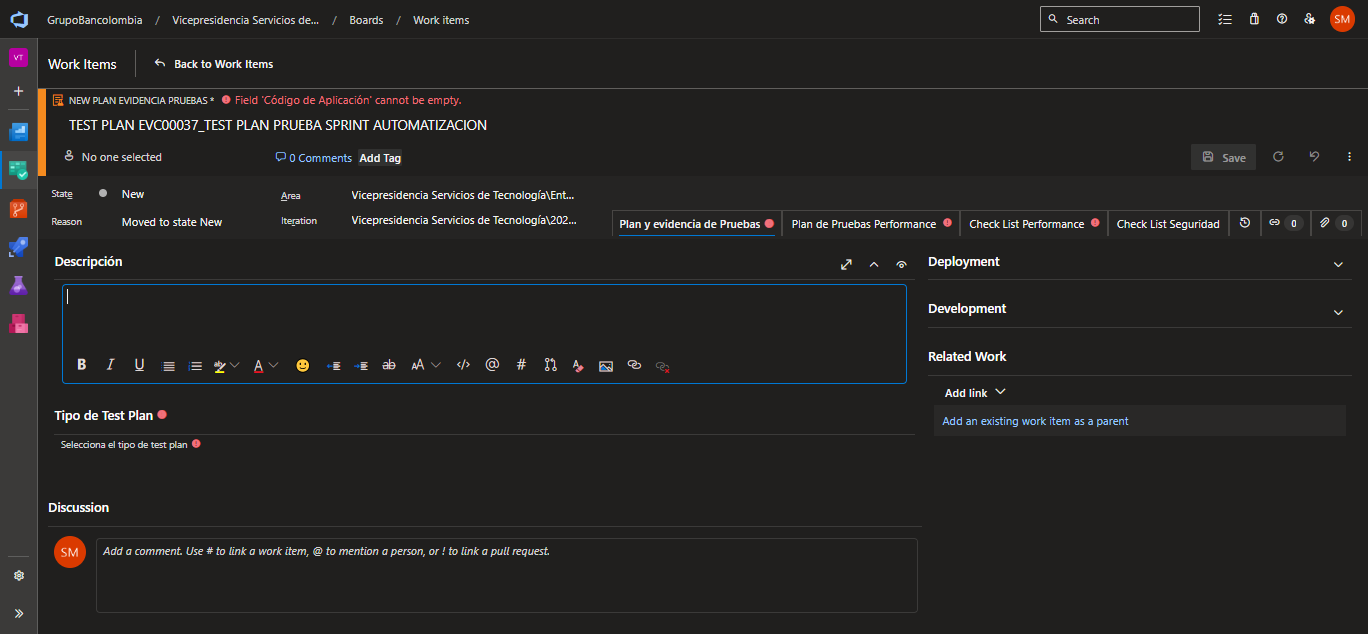 GrupoBancolombia / Vicepresidencia Servicios de... / Boards / Work items
Search
SM
VT
Work Items
Back to Work Items
NEW PLAN EVIDENCIA PRUEBAS * Field 'Código de Aplicación' cannot be empty.
TEST PLAN EVC00037_TEST PLAN PRUEBA SPRINT AUTOMATIZACION
No one selected
0 Comments
Add Tag
Save
State New
Area Vicepresidencia Servicios de Tecnología\Ent...
Reason Moved to state New
Iteration Vicepresidencia Servicios de Tecnología\202...
Plan y evidencia de Pruebas
Plan de Pruebas Performance
Check List Performance
Check List Seguridad
0
0
Descripción
B I U A ab AA </> @ #
Tipo de Test Plan
Selecciona el tipo de test plan
Discussion
SM
Add a comment. Use # to link a work item, @ to mention a person, or ! to link a pull request.
Deployment
Development
Related Work
Add link
Add an existing work item as a parent